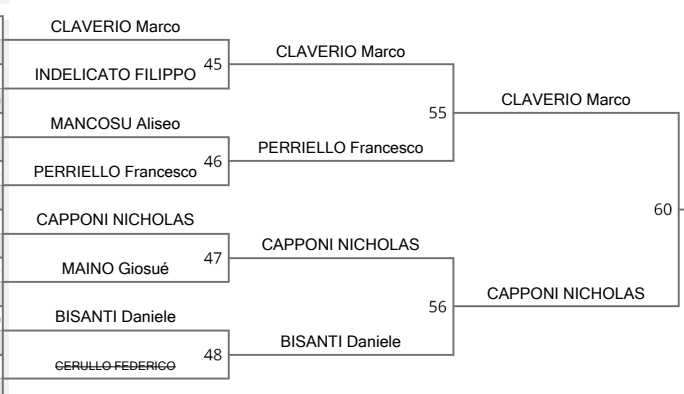 CLAVERIO Marco
INDELICATO FILIPPO
45
MANCOSU Aliseo
PERRIELLO Francesco
46
CAPPONI NICHOLAS
MAINO Giosué
47
BISANTI Daniele
CERULLO FEDERICO
48
CLAVERIO Marco
PERRIELLO Francesco
55
CAPPONI NICHOLAS
BISANTI Daniele
56
CLAVERIO Marco
CAPPONI NICHOLAS
60